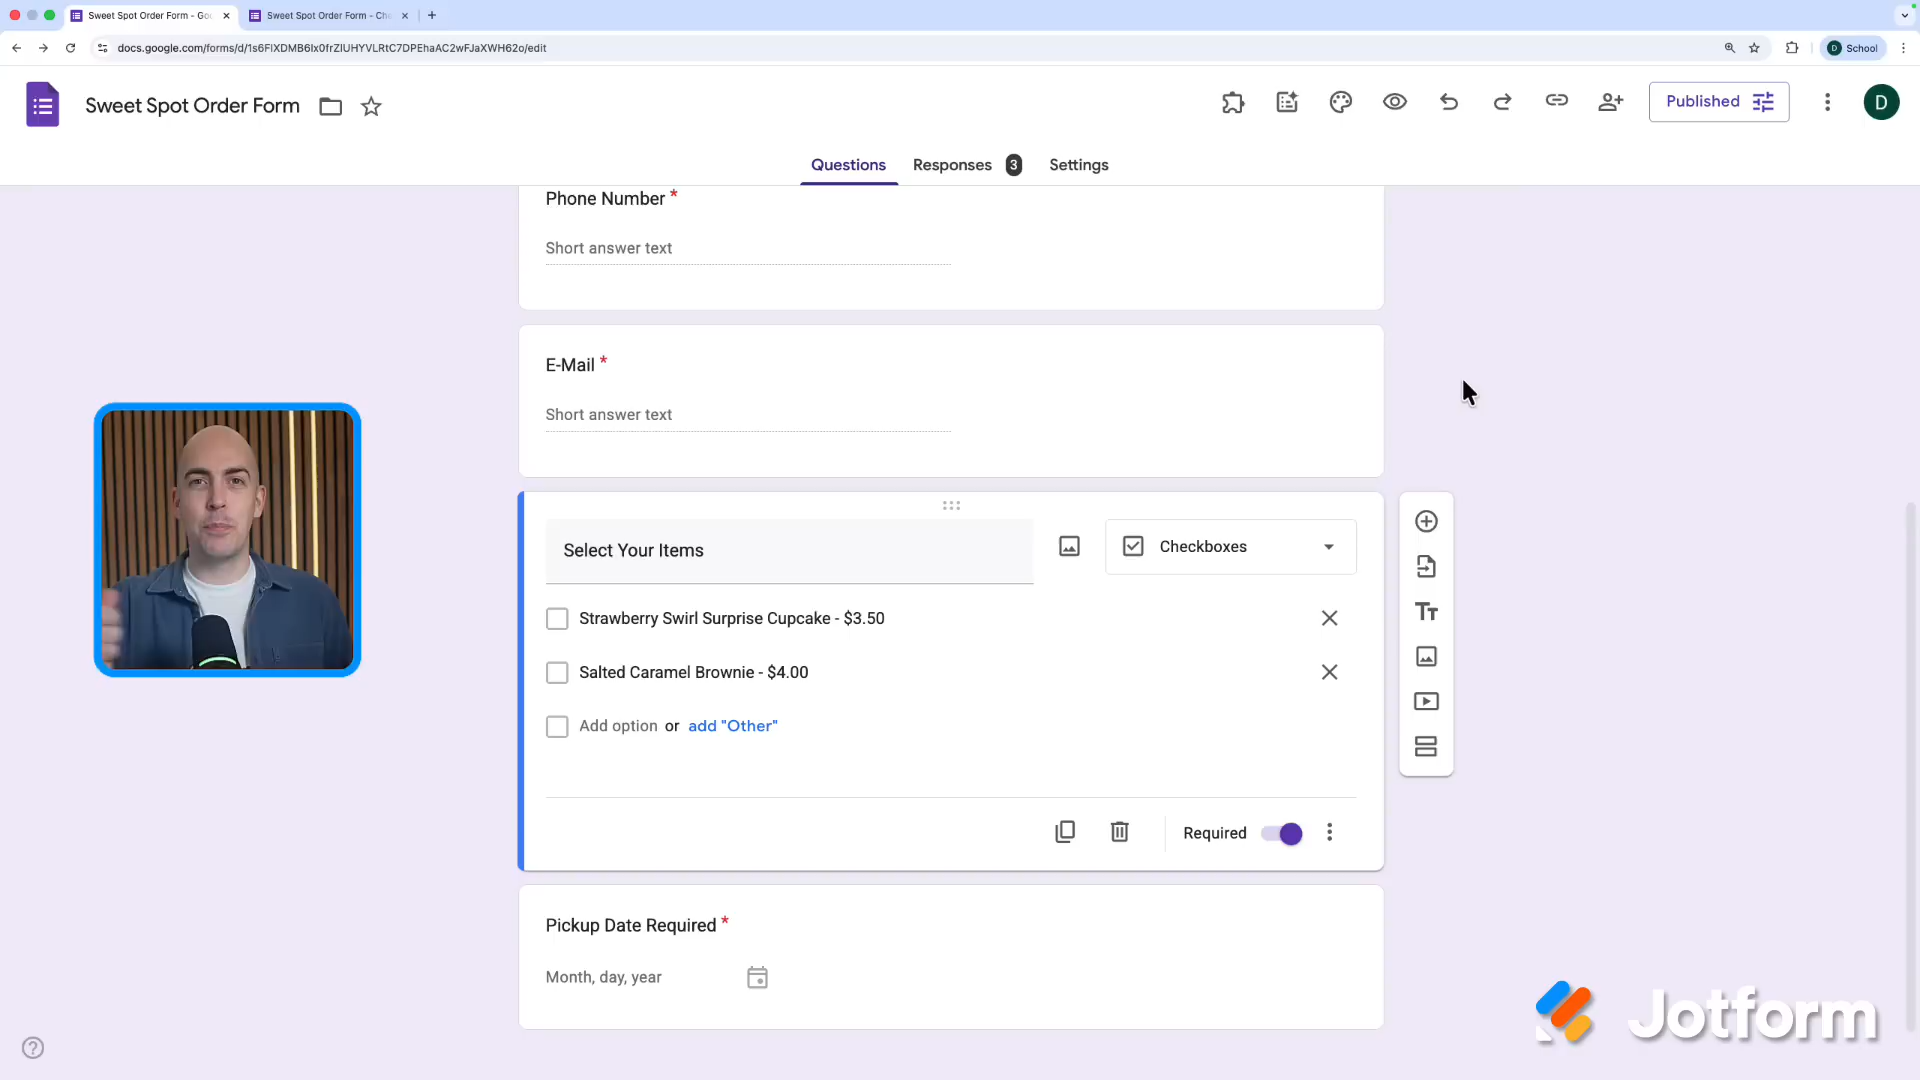 Sweet Spot Order Form - Go
Sweet Spot Order Form - Ch
docs.google.com/forms/d/1s6FlXDMB6lx0frZlUHYVLRtC7DPEhaAC2wFJaXWH62o/edit
School
Sweet Spot Order Form
Published
D
Questions
Responses 3
Settings
Phone Number *
Short answer text
E-Mail *
Short answer text
Select Your Items
Checkboxes
Strawberry Swirl Surprise Cupcake - $3.50
Salted Caramel Brownie - $4.00
Add option or add "Other"
Required
Pickup Date Required *
Month, day, year
Jotform